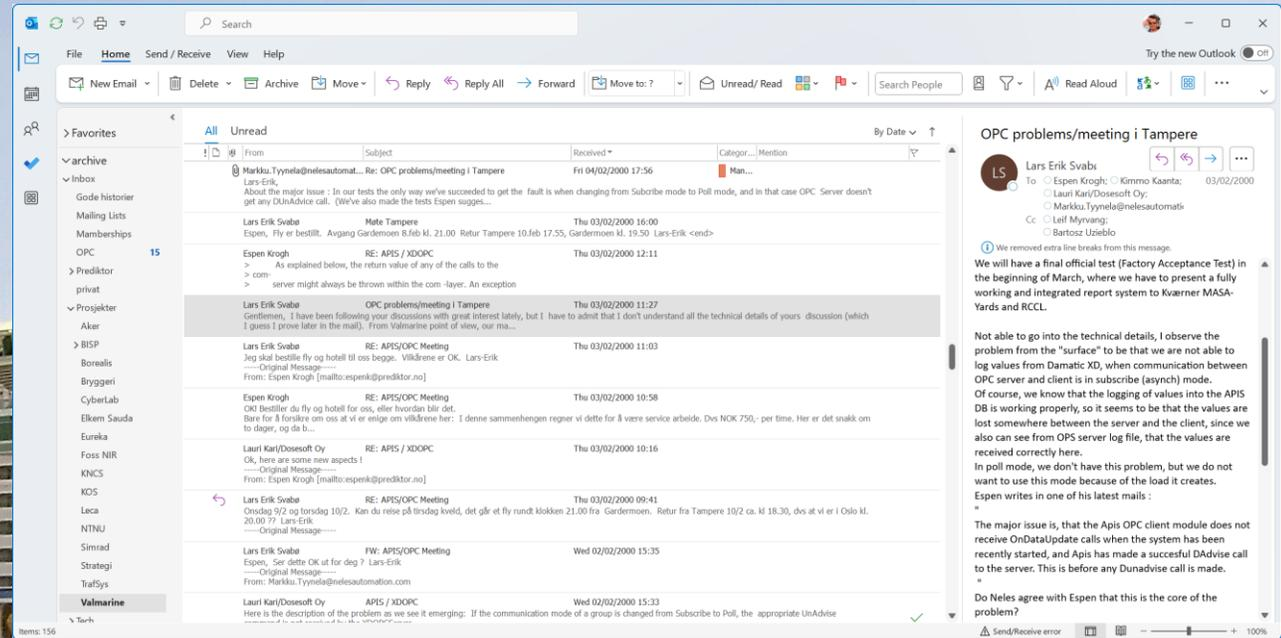 Search
File Home Send / Receive View Help
Try the new Outlook Off
New Email Delete Archive Move Reply Reply All Forward Move to: ? Unread/ Read Search People Read Aloud ...
Favorites
archive
Inbox
Gode historier
Mailing Lists
Mamberships
OPC 15
Prediktor
privat
Prosjekter
Aker
BISP
Borealis
Bryggeri
CyberLab
Elkem Sauda
Eureka
Foss NIR
KNCS
KOS
Leca
NTNU
Simrad
Strategi
TrafSys
Valmarine
Tech
Items: 156
All Unread By Date
! From Subject Received Categor... Mention
Markku.Tyynela@nelesautomat... Re: OPC problems/meeting i Tampere Fri 04/02/2000 17:56 Man...
Lars-Erik,
About the major issue : In our tests the only way we've succeeded to get the fault is when changing from Subcribe mode to Poll mode, and in that case OPC Server doesn't
get any DUnAdvice call. (We've also made the tests Espen sugges...
Lars Erik Svabø Møte Tampere Thu 03/02/2000 16:00
Espen, Fly er bestillt. Avgang Gardemoen 8.feb kl. 21.00 Retur Tampere 10.feb 17.55, Gardermoen kl. 19.50 Lars-Erik <end>
Espen Krogh RE: APIS / XDOPC Thu 03/02/2000 12:11
> As explained below, the return value of any of the calls to the
> com-
> server might always be thrown within the com -layer. An exception
Lars Erik Svabø OPC problems/meeting i Tampere Thu 03/02/2000 11:27
Gentlemen, I have been following your discussions with great interest lately, but I have to admit that I don't understand all the technical details of yours discussion (which
I guess I prove later in the mail). From Valmarine point of view, our ma...
Lars Erik Svabø RE: APIS/OPC Meeting Thu 03/02/2000 11:03
Jeg skal bestille fly og hotell til oss begge. Vilkårene er OK. Lars-Erik
-----Original Message-----
From: Espen Krogh [mailto:espenk@prediktor.no]
Espen Krogh RE: APIS/OPC Meeting Thu 03/02/2000 10:58
OK! Bestiller du fly og hotell for oss, eller hvordan blir det.
Bare for å forsikre om oss at vi er enige om vilkårene her: I denne sammenhengen regner vi dette for å være service arbeide. Dvs NOK 750,- per time. Her er det snakk om
to dager, og da b...
Lauri Kari/Dosesoft Oy RE: APIS / XDOPC Thu 03/02/2000 10:16
Ok, here are some new aspects !
-----Original Message-----
From: Espen Krogh [mailto:espenk@prediktor.no]
Lars Erik Svabø RE: APIS/OPC Meeting Thu 03/02/2000 09:41
Onsdag 9/2 og torsdag 10/2. Kan du reise på tirsdag kveld, det går et fly rundt klokken 21.00 fra Gardermoen. Retur fra Tampere 10/2 ca. kl 18.30, dvs at vi er i Oslo kl.
20.00 ?? Lars-Erik
-----Original Message-----
Lars Erik Svabø FW: APIS/OPC Meeting Wed 02/02/2000 15:35
Espen, Ser dette OK ut for deg ? Lars-Erik
-----Original Message-----
From: Markku.Tyynela@nelesautomation.com
Lauri Kari/Dosesoft Oy APIS / XDOPC Wed 02/02/2000 15:33
Here is the description of the problem as we see it emerging: If the communication mode of a group is changed from Subscribe to Poll, the appropriate UnAdvise
OPC problems/meeting i Tampere
LS Lars Erik Svabø ...
To Espen Krogh; Kimmo Kaanta; 03/02/2000
Lauri Kari/Dosesoft Oy;
Markku.Tyynela@nelesautomati
Cc Leif Myrvang;
Bartosz Uzieblo
We removed extra line breaks from this message.
We will have a final official test (Factory Acceptance Test) in
the beginning of March, where we have to present a fully
working and integrated report system to Kværner MASA-
Yards and RCCL.
Not able to go into the technical details, I observe the
problem from the "surface" to be that we are not able to
log values from Damatic XD, when communication between
OPC server and client is in subscribe (asynch) mode.
Of course, we know that the logging of values into the APIS
DB is working properly, so it seems to be that the values are
lost somewhere between the server and the client, since we
also can see from OPS server log file, that the values are
received correctly here.
In poll mode, we don't have this problem, but we do not
want to use this mode because of the load it creates.
Espen writes in one of his latest mails :
"
The major issue is, that the Apis OPC client module does not
receive OnDataUpdate calls when the system has been
recently started, and Apis has made a succesful DAdvise call
to the server. This is before any Dunadvise call is made.
"
Do Neles agree with Espen that this is the core of the
problem?
Send/Receive error 100%